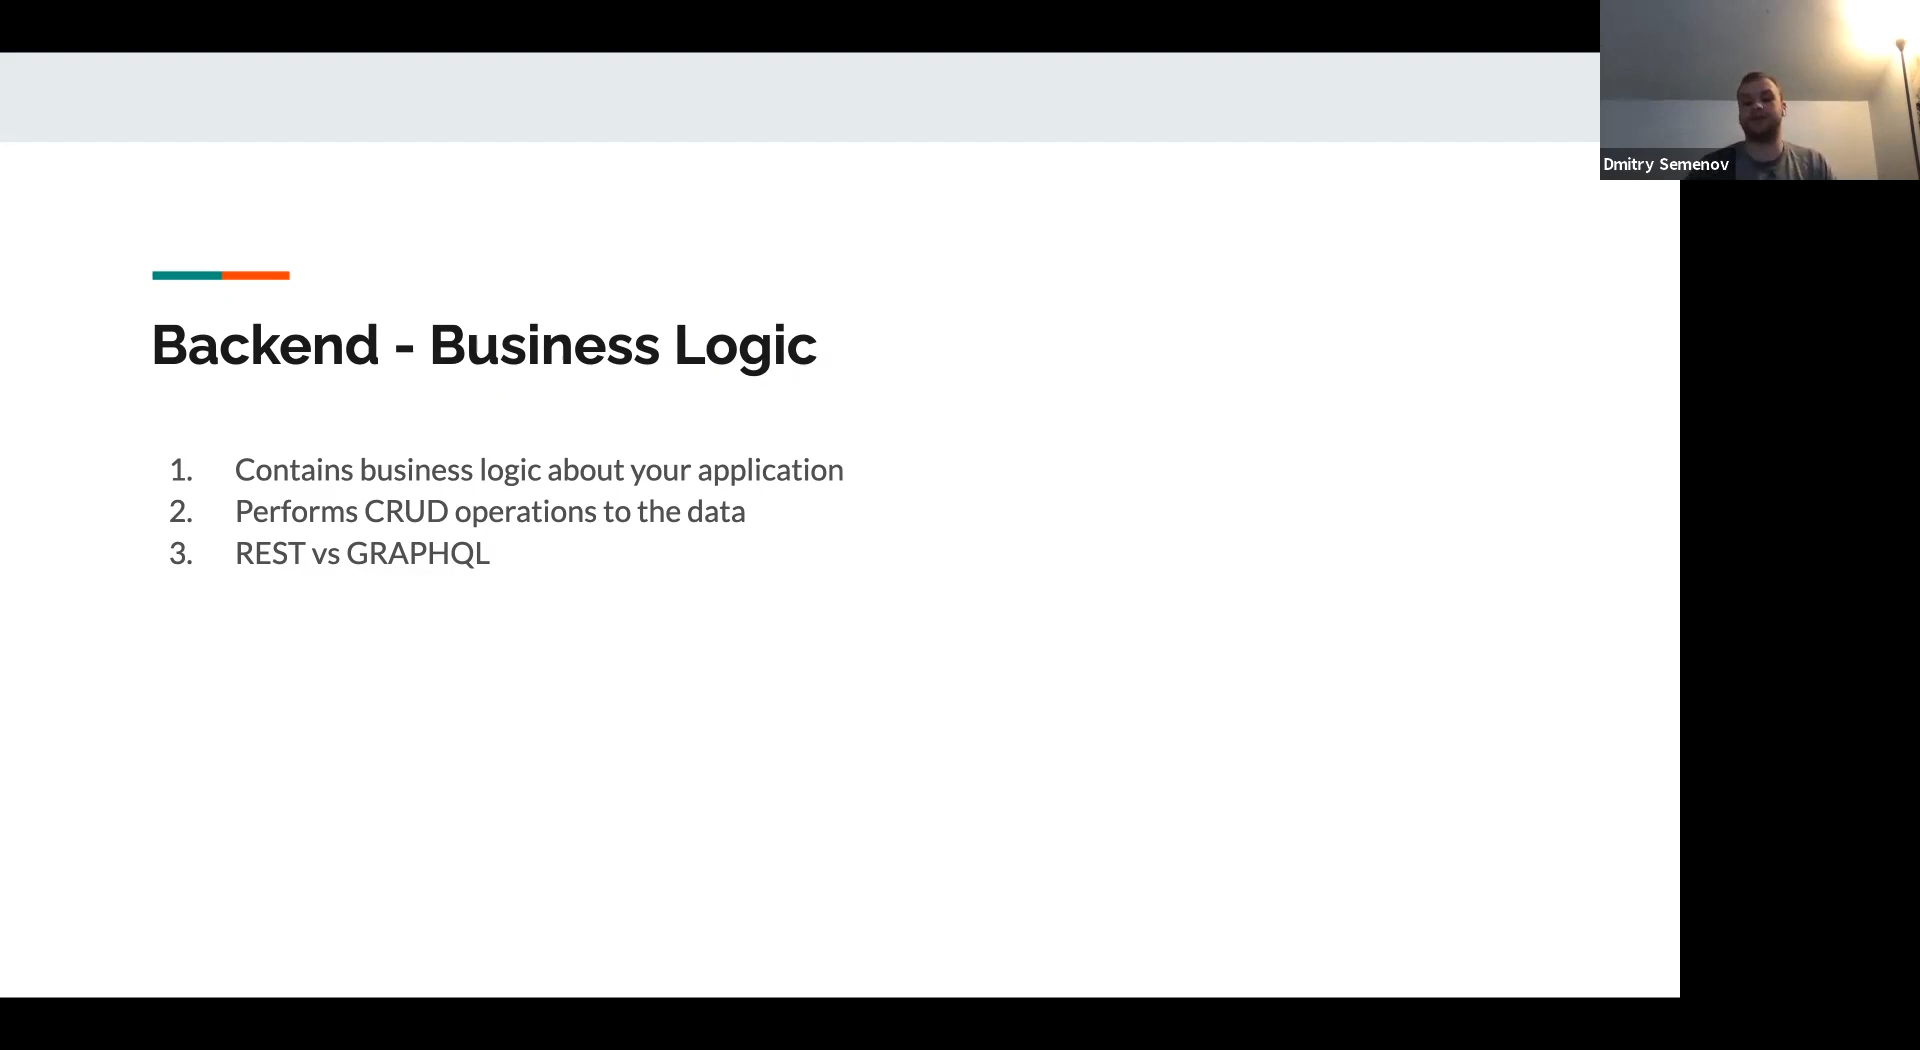 Dmitry Semenov
Backend - Business Logic
1. Contains business logic about your application
2. Performs CRUD operations to the data
3. REST vs GRAPHQL